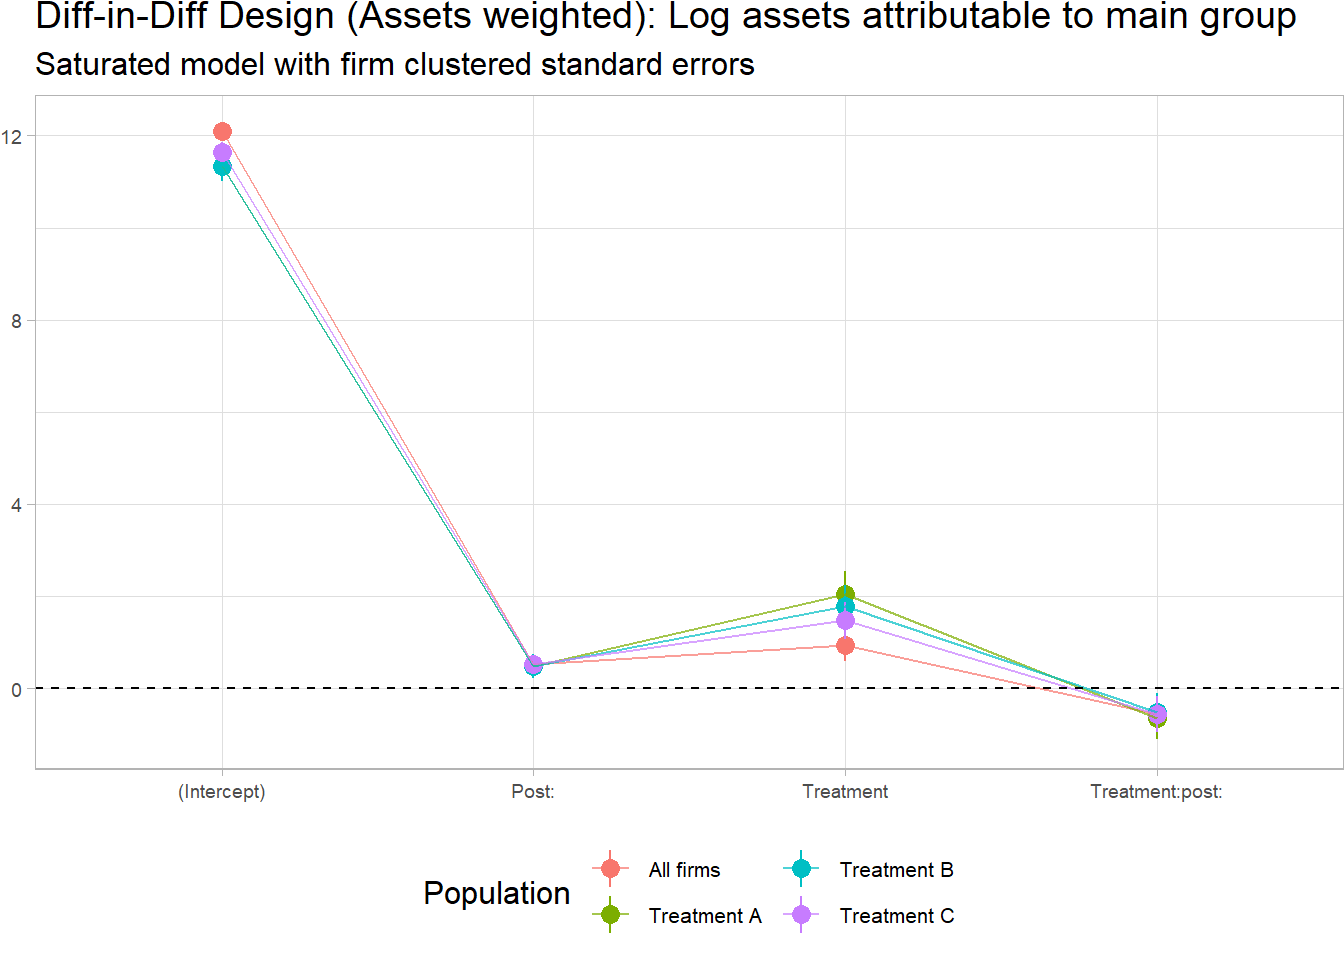 Diff-in-Diff Design (Assets weighted): Log assets attributable to main group
Saturated model with firm clustered standard errors
12
8
4
0
(Intercept) Post: Treatment Treatment:post:
Population
All firms Treatment B
Treatment A Treatment C